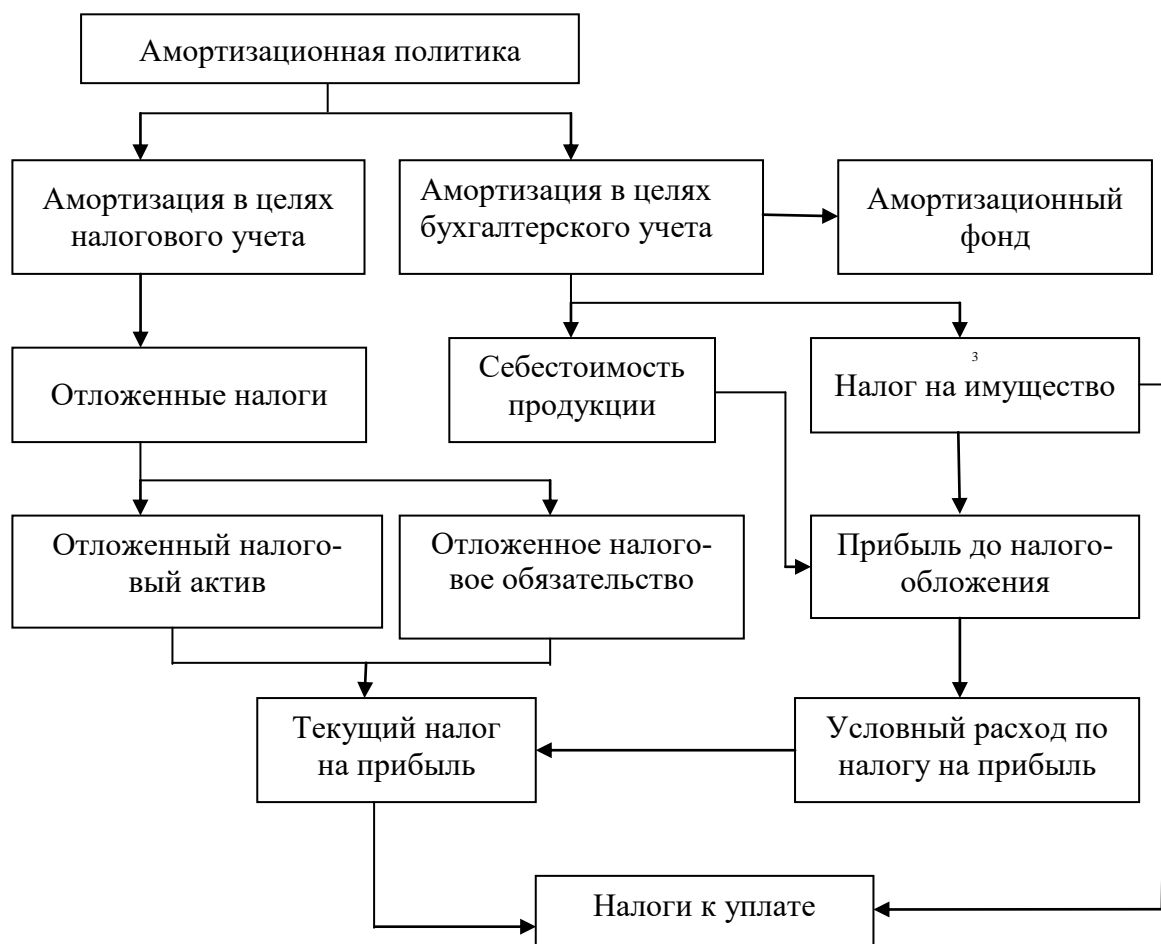 Амортизационная политика
Амортизация в целях
налогового учета
Амортизация в целях
бухгалтерского учета
Амортизационный
фонд
Отложенные налоги
Себестоимость
продукции
3
Налог на имущество
Отложенный налого-
вый актив
Отложенное налого-
вое обязательство
Прибыль до налого-
обложения
Текущий налог
на прибыль
Условный расход по
налогу на прибыль
Налоги к уплате